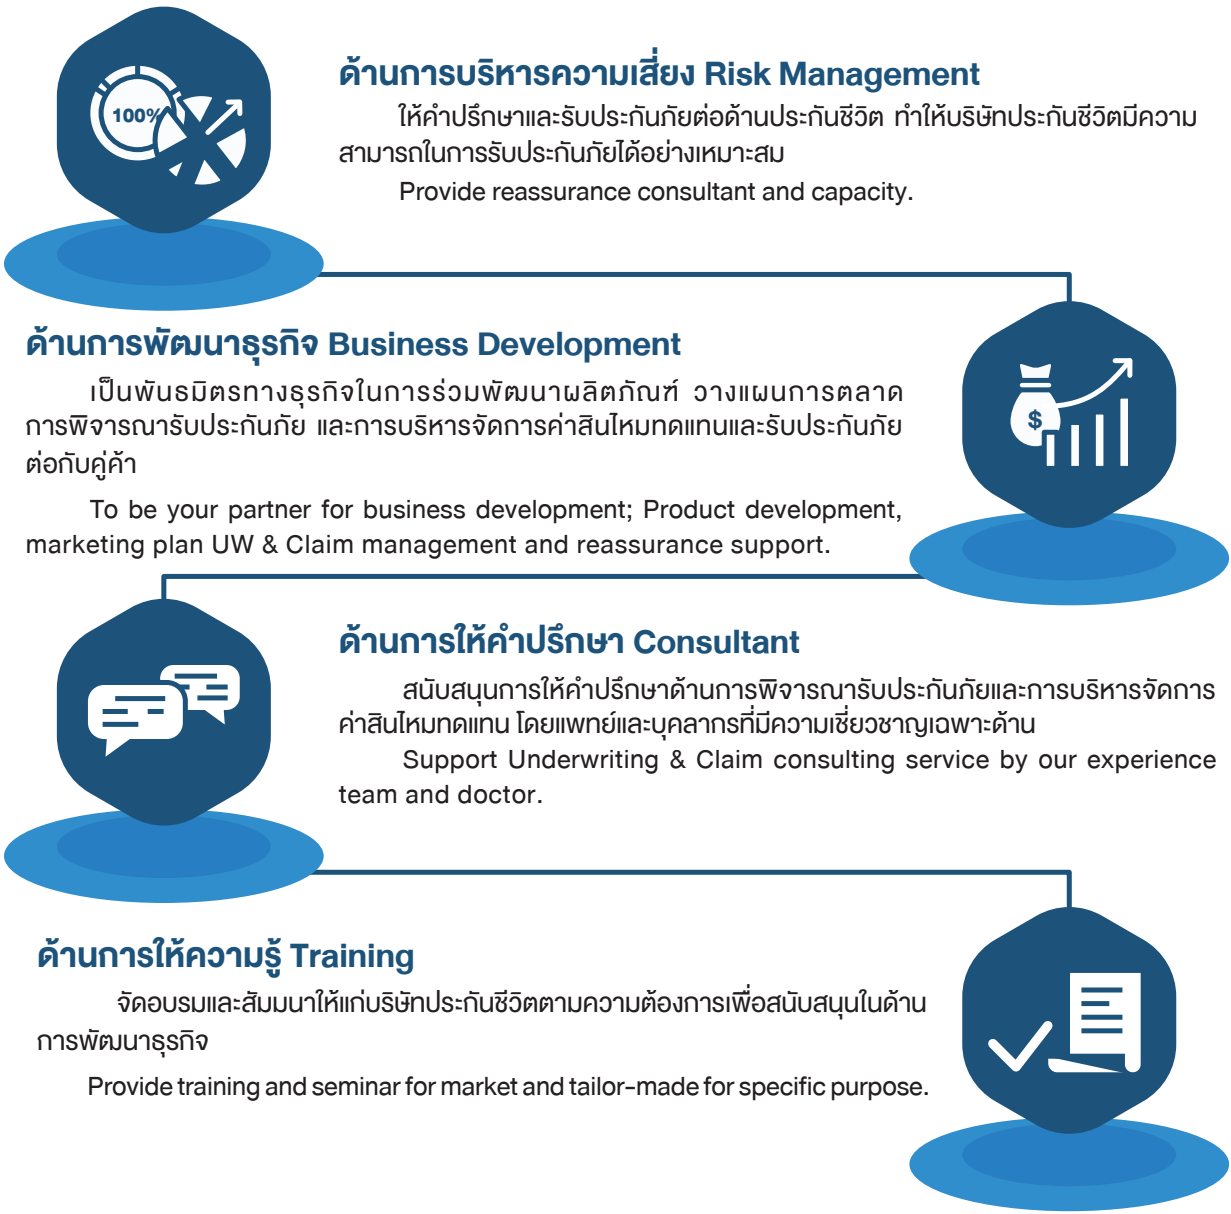 100%
ด้านการบริหารความเสี่ยง Risk Management
ให้คำปรึกษาและรับประกันภัยต่อด้านประกันชีวิต ทำให้บริษัทประกันชีวิตมีความ
สามารถในการรับประกันภัยได้อย่างเหมาะสม
Provide reassurance consultant and capacity.
ด้านการพัฒนาธุรกิจ Business Development
เป็นพันธมิตรทางธุรกิจในการร่วมพัฒนาผลิตภัณฑ์ วางแผนการตลาด
การพิจารณารับประกันภัย และการบริหารจัดการค่าสินไหมทดแทนและรับประกันภัย
ต่อกับคู่ค้า
To be your partner for business development; Product development,
marketing plan UW & Claim management and reassurance support.
$
ด้านการให้คำปรึกษา Consultant
สนับสนุนการให้คำปรึกษาด้านการพิจารณารับประกันภัยและการบริหารจัดการ
ค่าสินไหมทดแทน โดยแพทย์และบุคลากรที่มีความเชี่ยวชาญเฉพาะด้าน
Support Underwriting & Claim consulting service by our experience
team and doctor.
ด้านการให้ความรู้ Training
จัดอบรมและสัมมนาให้แก่บริษัทประกันชีวิตตามความต้องการเพื่อสนับสนุนในด้าน
การพัฒนาธุรกิจ
Provide training and seminar for market and tailor-made for specific purpose.